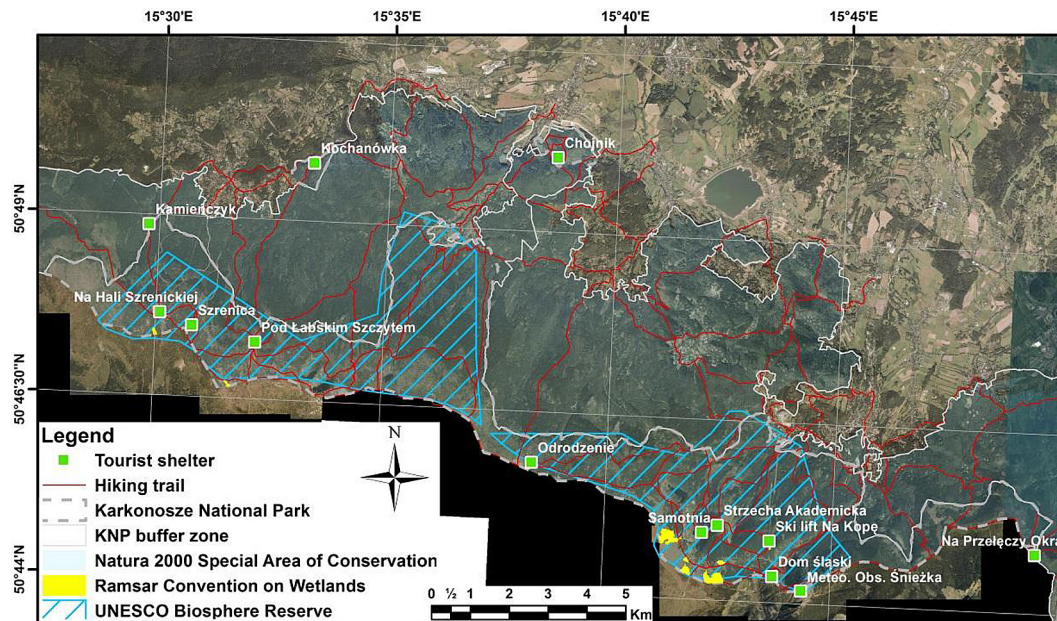 15°30'E 15°35'E 15°40'E 15°45'E
Kochanówka
Chojnik
50°49'N
Kamieńczyk
Na Hali Szrenickiej
Szrenica
Pod Łabskim Szczytem
50°46'30"N
Legend
N
Odrodzenie
Tourist shelter
Hiking trail
Karkonosze National Park
Samotnia
Strzecha Akademicka
Ski lift Na Kopę
KNP buffer zone
Na Przełęczy Okra
Natura 2000 Special Area of Conservation
50°44'N
Dom śląski
Meteo. Obs. Śnieżka
Ramsar Convention on Wetlands
UNESCO Biosphere Reserve
0 ½ 1 2 3 4 5
Km